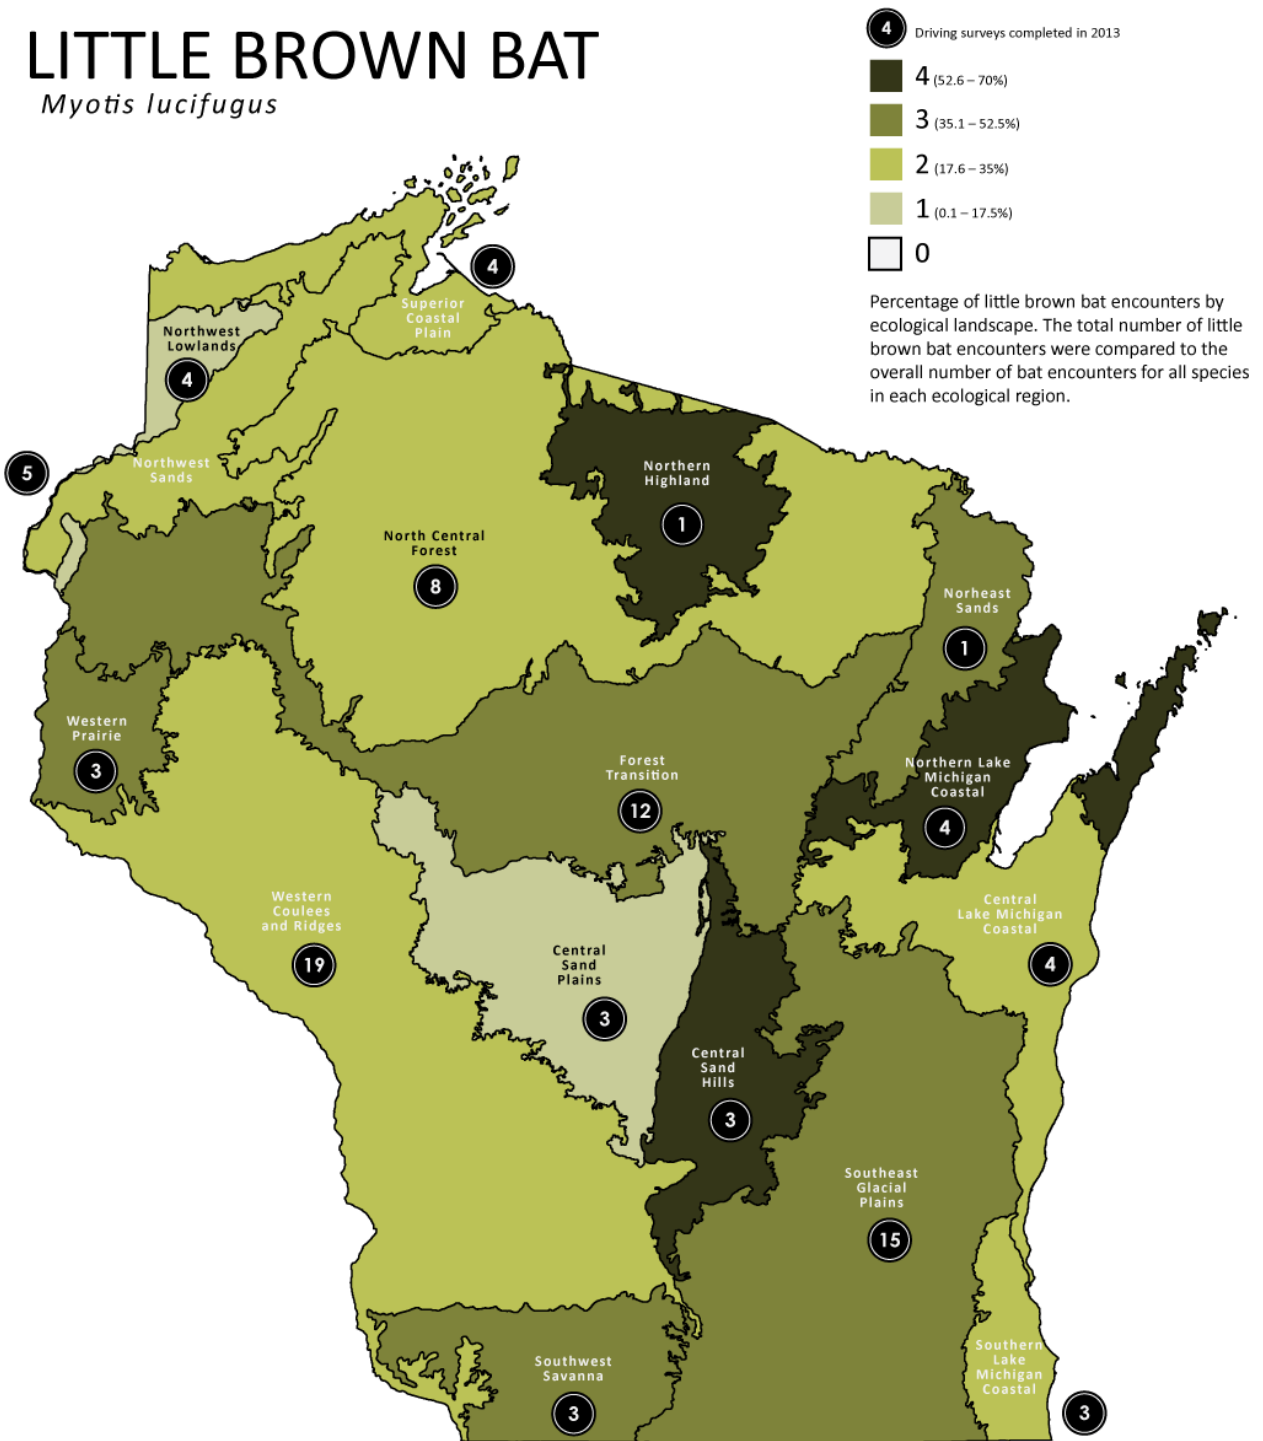 LITTLE BROWN BAT
Myotis lucifugus
4 Driving surveys completed in 2013
4 (52.6 – 70%)
3 (35.1 – 52.5%)
2 (17.6 – 35%)
1 (0.1 – 17.5%)
0
Percentage of little brown bat encounters by
ecological landscape. The total number of little
brown bat encounters were compared to the
overall number of bat encounters for all species
in each ecological region.
4
Superior
Coastal
Plain
Northwest
Lowlands
4
5
Northwest
Sands
Northern
Highland
1
North Central
Forest
8
Norheast
Sands
1
Western
Prairie
3
Forest
Transition
12
Northern Lake
Michigan
Coastal
4
Western
Coulees
and Ridges
19
Central
Lake Michigan
Coastal
4
Central
Sand
Plains
3
Central
Sand
Hills
3
Southeast
Glacial
Plains
15
Southern
Lake
Michigan
Coastal
3
Southwest
Savanna
3